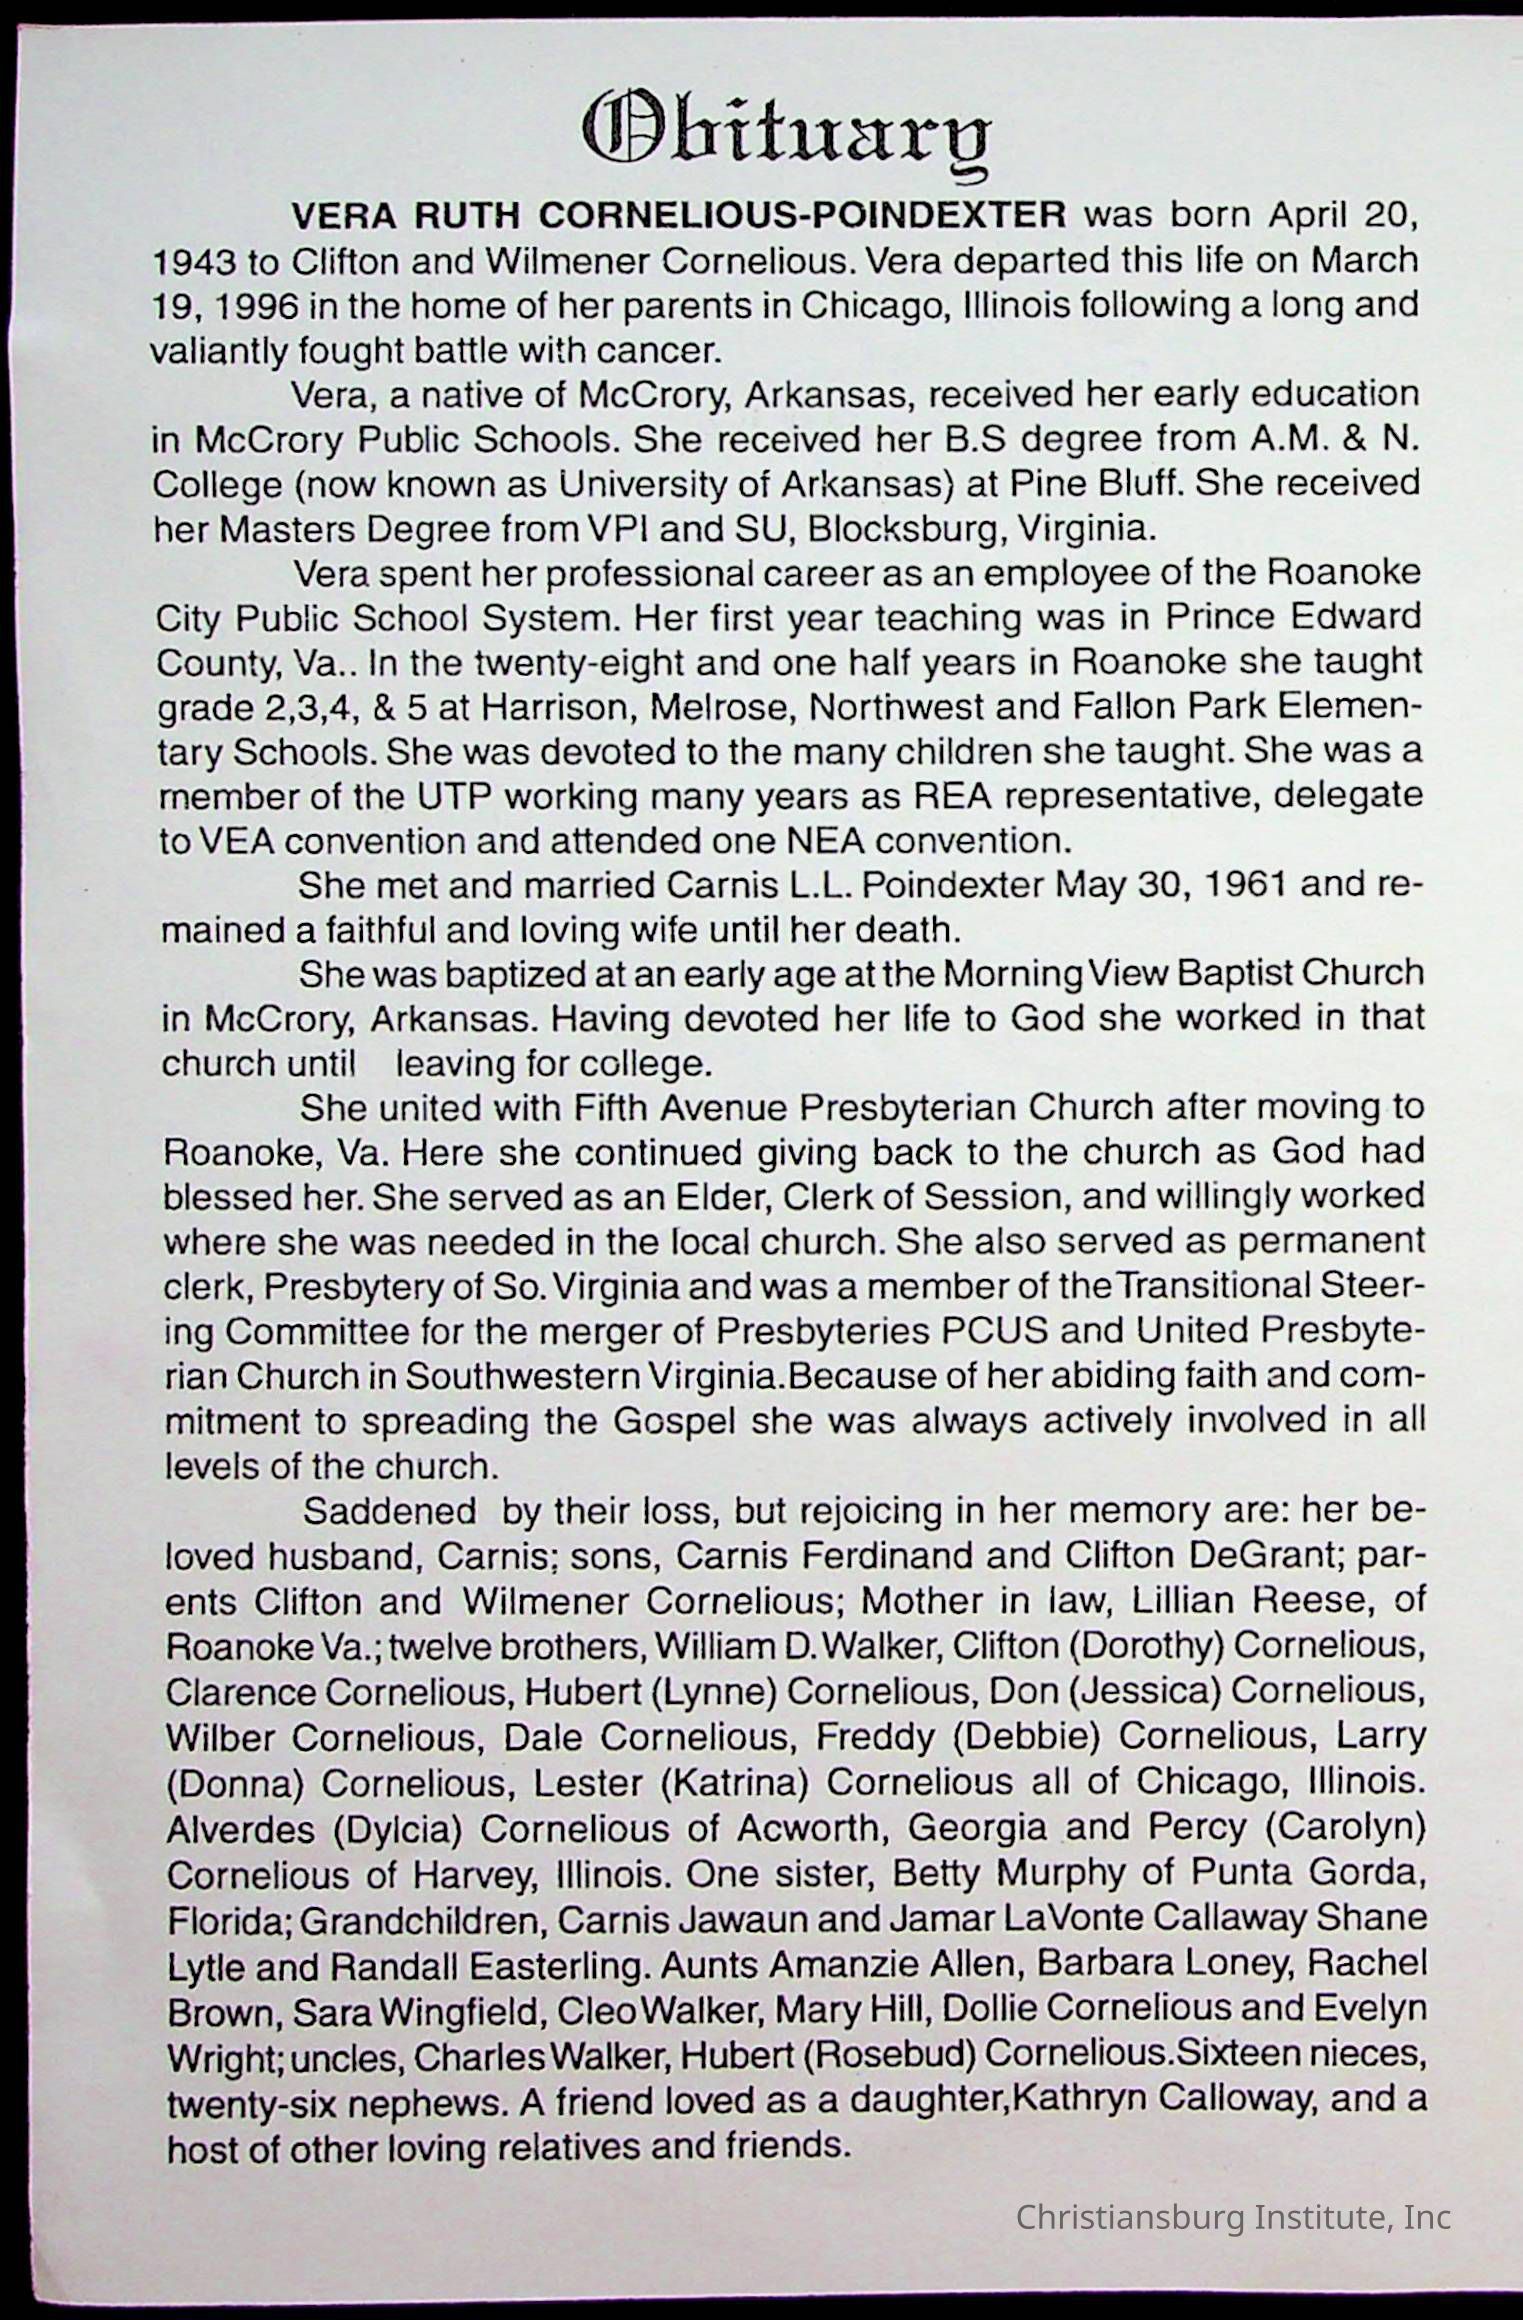 Obituary
VERA RUTH CORNELIOUS-POINDEXTER was born April 20,
1943 to Clifton and Wilmener Cornelious. Vera departed this life on March
19, 1996 in the home of her parents in Chicago, Illinois following a long and
valiantly fought battle with cancer.
Vera, a native of McCrory, Arkansas, received her early education
in McCrory Public Schools. She received her B.S degree from A.M. & N.
College (now known as University of Arkansas) at Pine Bluff. She received
her Masters Degree from VPI and SU, Blocksburg, Virginia.
Vera spent her professional career as an employee of the Roanoke
City Public School System. Her first year teaching was in Prince Edward
County, Va.. In the twenty-eight and one half years in Roanoke she taught
grade 2,3,4, & 5 at Harrison, Melrose, Northwest and Fallon Park Elemen-
tary Schools. She was devoted to the many children she taught. She was a
member of the UTP working many years as REA representative, delegate
to VEA convention and attended one NEA convention.
She met and married Carnis L.L. Poindexter May 30, 1961 and re-
mained a faithful and loving wife until her death.
She was baptized at an early age at the Morning View Baptist Church
in McCrory, Arkansas. Having devoted her life to God she worked in that
church until leaving for college.
She united with Fifth Avenue Presbyterian Church after moving to
Roanoke, Va. Here she continued giving back to the church as God had
blessed her. She served as an Elder, Clerk of Session, and willingly worked
where she was needed in the local church. She also served as permanent
clerk, Presbytery of So. Virginia and was a member of the Transitional Steer-
ing Committee for the merger of Presbyteries PCUS and United Presbyte-
rian Church in Southwestern Virginia.Because of her abiding faith and com-
mitment to spreading the Gospel she was always actively involved in all
levels of the church.
Saddened by their loss, but rejoicing in her memory are: her be-
loved husband, Carnis; sons, Carnis Ferdinand and Clifton DeGrant; par-
ents Clifton and Wilmener Cornelious; Mother in law, Lillian Reese, of
Roanoke Va.; twelve brothers, William D. Walker, Clifton (Dorothy) Cornelious,
Clarence Cornelious, Hubert (Lynne) Cornelious, Don (Jessica) Cornelious,
Wilber Cornelious, Dale Cornelious, Freddy (Debbie) Cornelious, Larry
(Donna) Cornelious, Lester (Katrina) Cornelious all of Chicago, Illinois.
Alverdes (Dylcia) Cornelious of Acworth, Georgia and Percy (Carolyn)
Cornelious of Harvey, Illinois. One sister, Betty Murphy of Punta Gorda,
Florida; Grandchildren, Carnis Jawaun and Jamar LaVonte Callaway Shane
Lytle and Randall Easterling. Aunts Amanzie Allen, Barbara Loney, Rachel
Brown, Sara Wingfield, Cleo Walker, Mary Hill, Dollie Cornelious and Evelyn
Wright; uncles, Charles Walker, Hubert (Rosebud) Cornelious.Sixteen nieces,
twenty-six nephews. A friend loved as a daughter,Kathryn Calloway, and a
host of other loving relatives and friends.
Christiansburg Institute, Inc